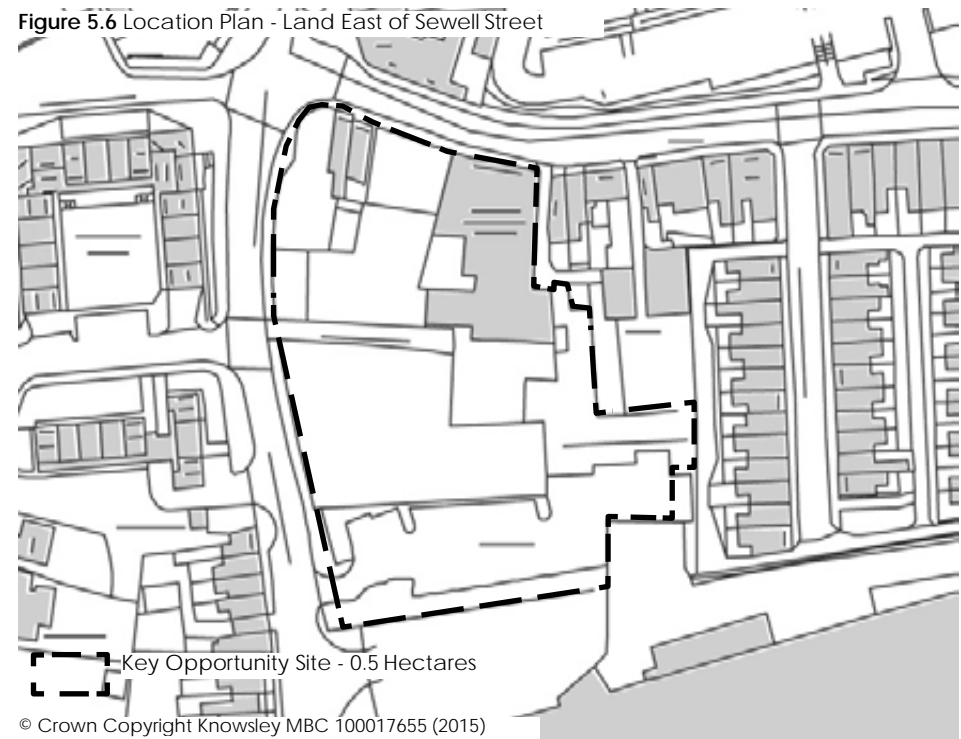 Figure 5.6 Location Plan - Land East of Sewell Street
Key Opportunity Site - 0.5 Hectares
© Crown Copyright Knowsley MBC 100017655 (2015)